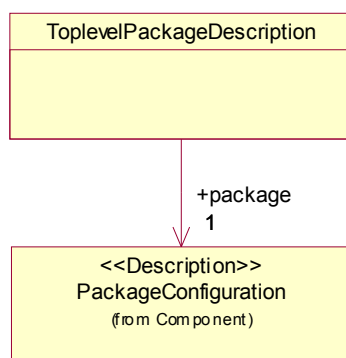 ToplevelPackageDescription
+package
1
<<Description>>
PackageConfiguration
(from Component)